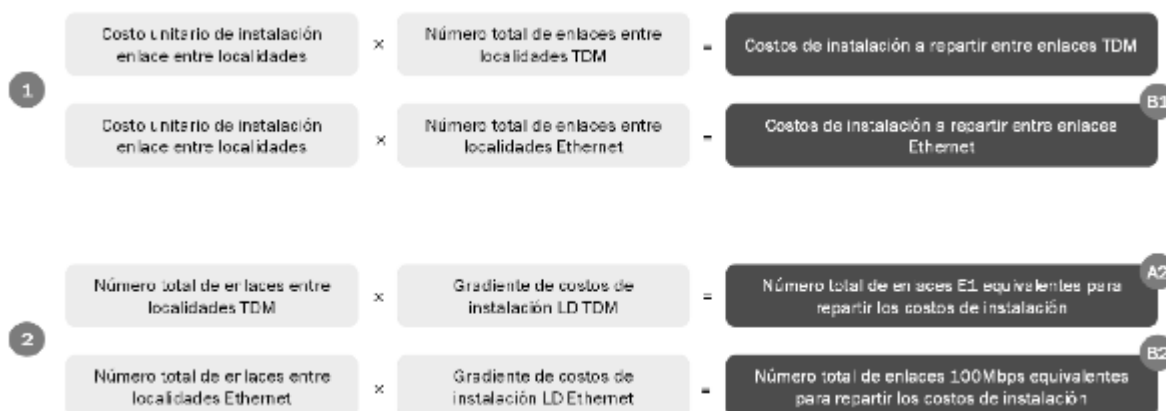 Costo unitario de instalación
enlace entre localidades
×
Número total de enlaces entre
localidades TDM
=
Costos de instalación a repartir entre enlaces TDM
1
Costo unitario de instalación
enlace entre localidades
×
Número total de enlaces entre
localidades Ethernet
=
Costos de instalación a repartir entre enlaces
Ethernet
B1
Número total de enlaces entre
localidades TDM
×
Gradiente de costos de
instalación LD TDM
=
Número total de enlaces E1 equivalentes para
repartir los costos de instalación
A2
2
Número total de enlaces entre
localidades Ethernet
×
Gradiente de costos de
instalación LD Ethernet
=
Número total de enlaces 100Mbps equivalentes
para repartir los costos de instalación
B2